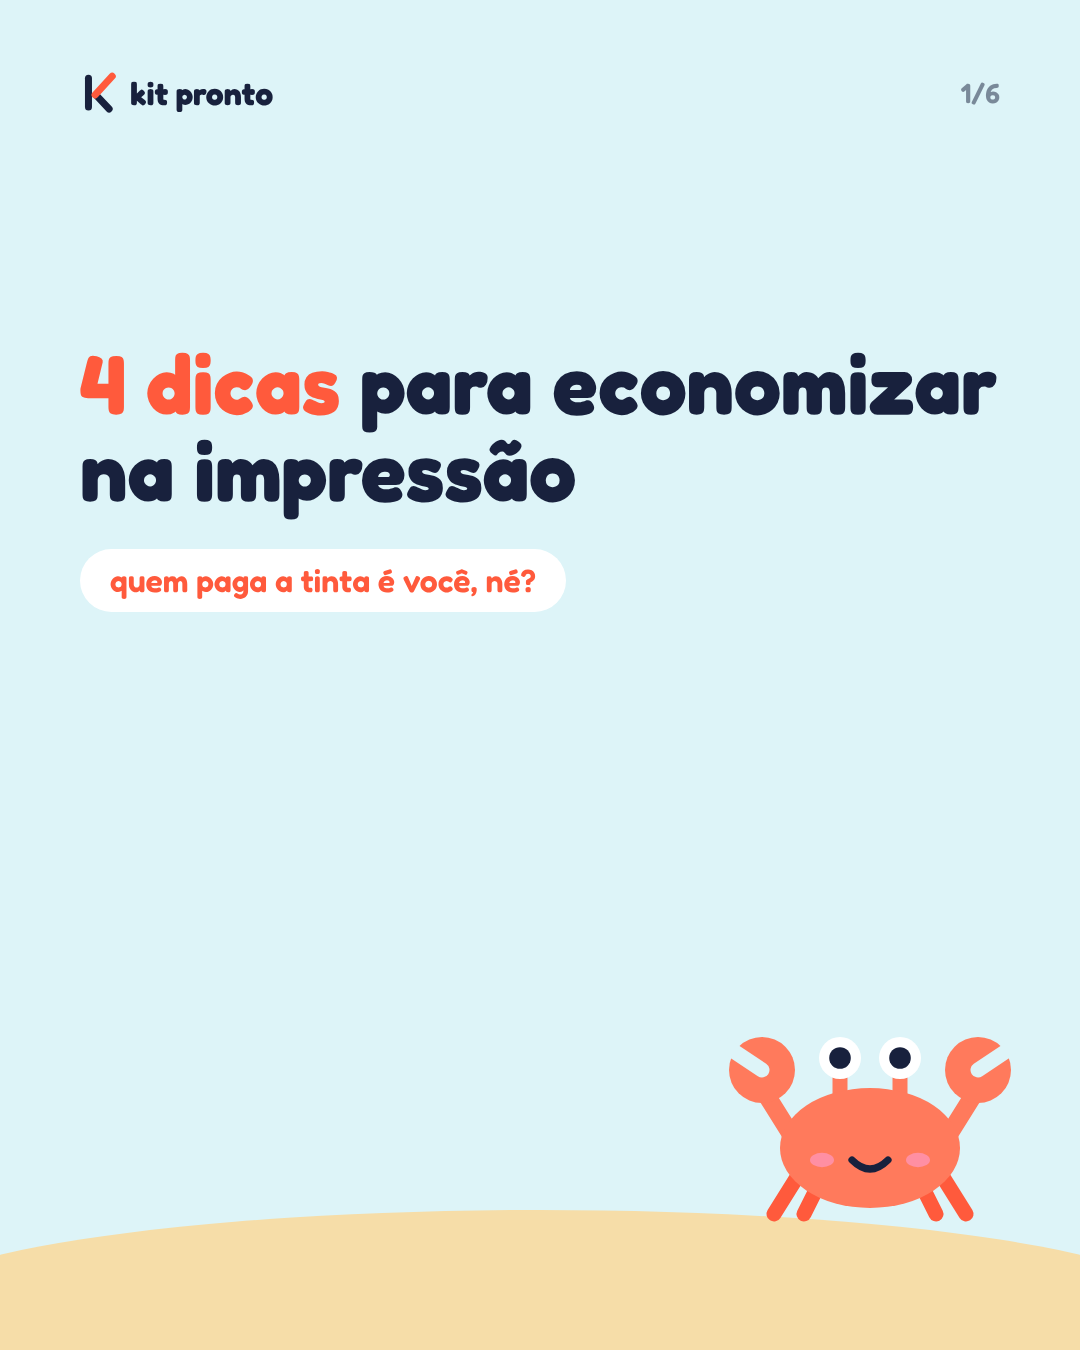 kit pronto
1/6
4 dicas para economizar
na impressão
quem paga a tinta é você, né?